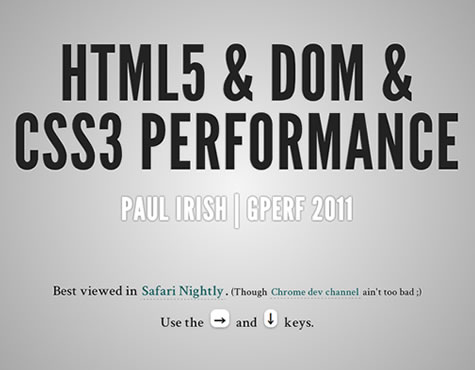 HTML5 & DOM &
CSS3 PERFORMANCE
PAUL IRISH | GPERF 2011
Best viewed in Safari Nightly. (Though Chrome dev channel ain't too bad ;)
Use the → and ↓ keys.